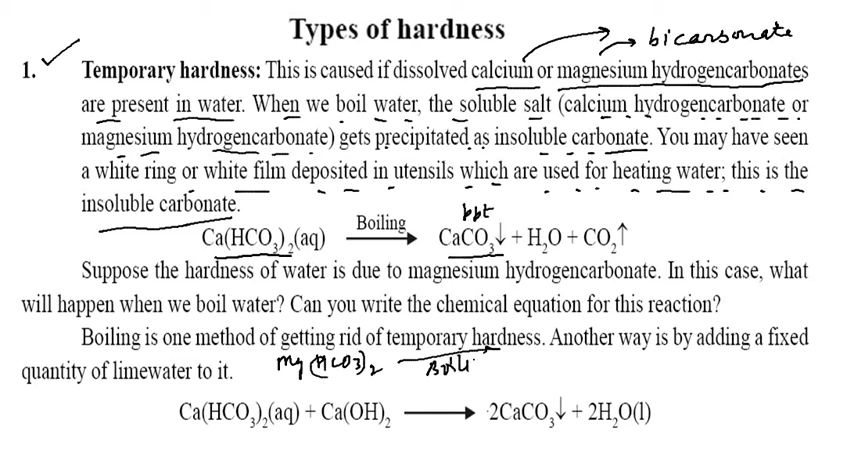 Types of hardness
bicarbonate
1. Temporary hardness: This is caused if dissolved calcium or magnesium hydrogencarbonates
are present in water. When we boil water, the soluble salt (calcium hydrogencarbonate or
magnesium hydrogencarbonate) gets precipitated as insoluble carbonate. You may have seen
a white ring or white film deposited in utensils which are used for heating water; this is the
insoluble carbonate.
ppt
Ca(HCO₃)₂(aq) Boiling → CaCO₃↓ + H₂O + CO₂↑
Suppose the hardness of water is due to magnesium hydrogencarbonate. In this case, what
will happen when we boil water? Can you write the chemical equation for this reaction?
Boiling is one method of getting rid of temporary hardness. Another way is by adding a fixed
quantity of limewater to it.
Mg(HCO3)2
Ca(HCO₃)₂(aq) + Ca(OH)₂ → 2CaCO₃↓ + 2H₂O(l)